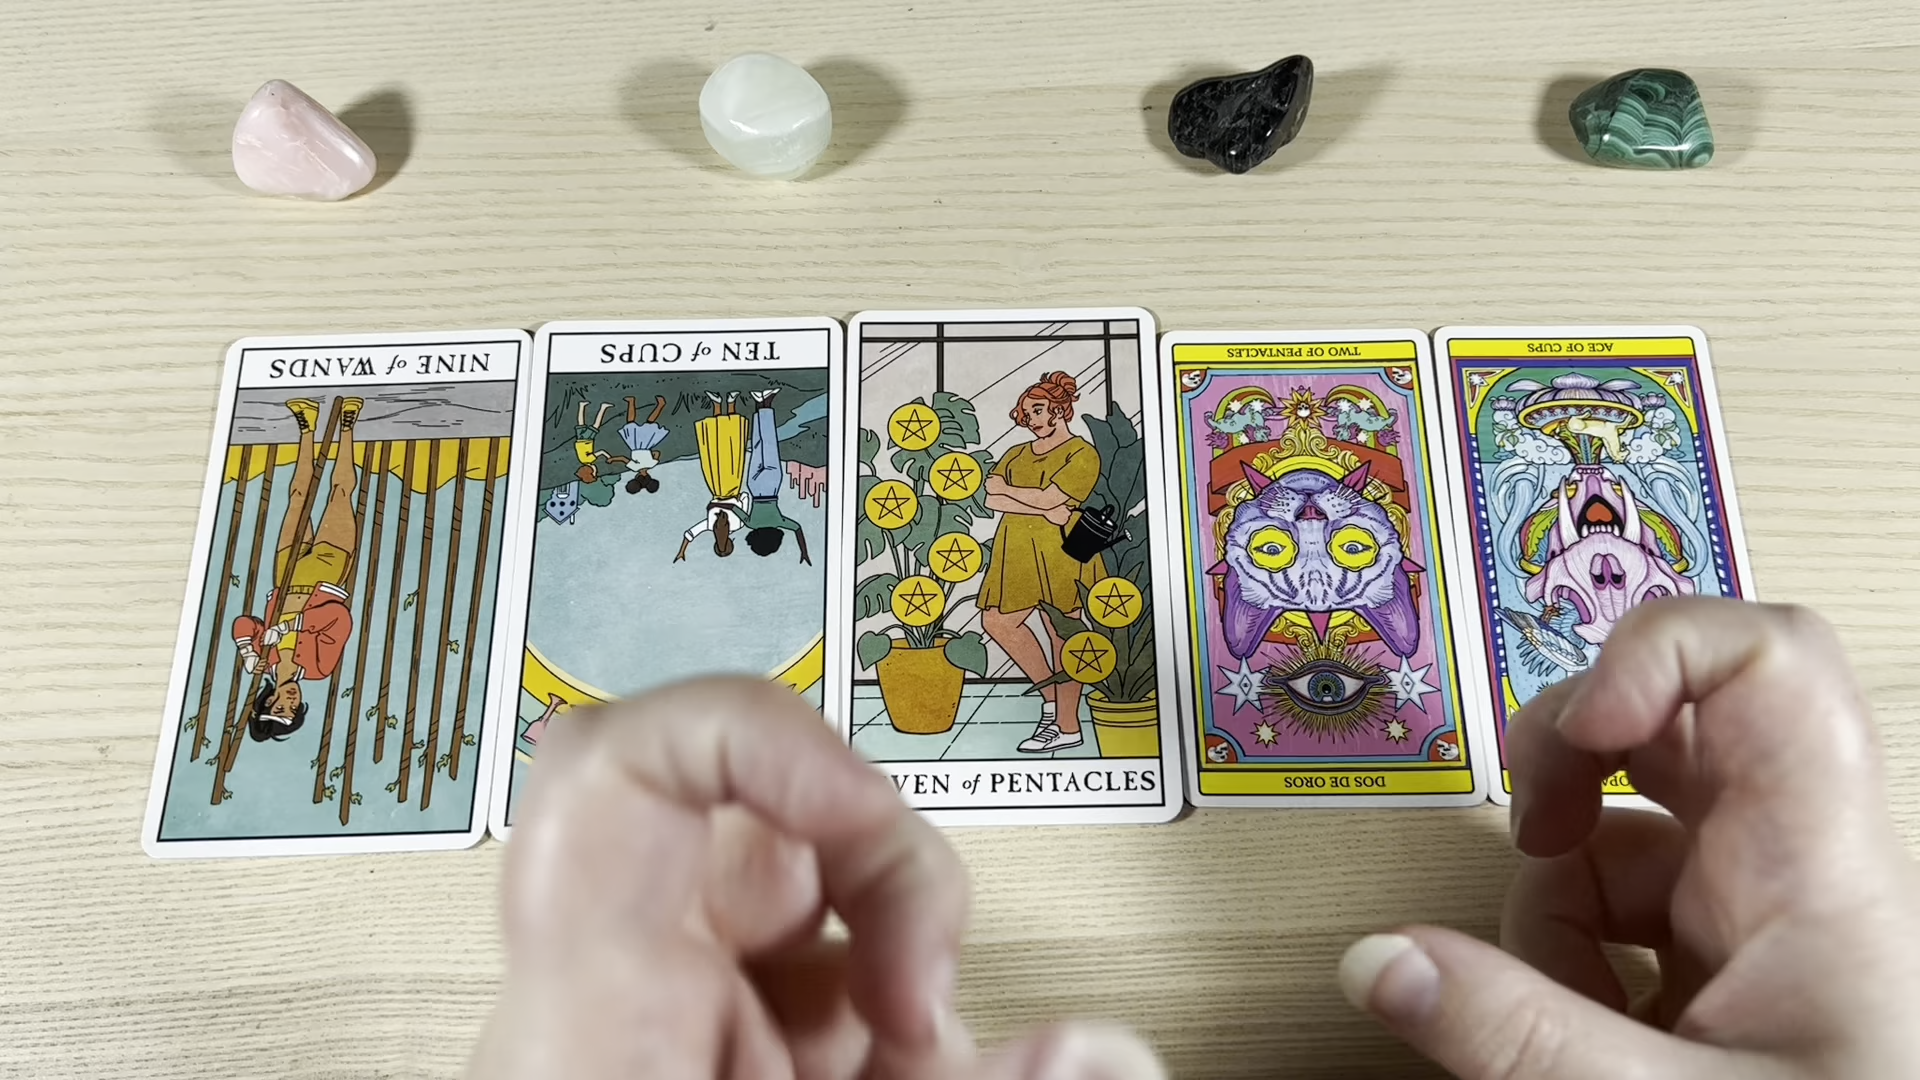 NINE of WANDS
TEN of CUPS
VEN of PENTACLES
TWO OF PENTACLES
DOS DE OROS
ACE OF CUPS